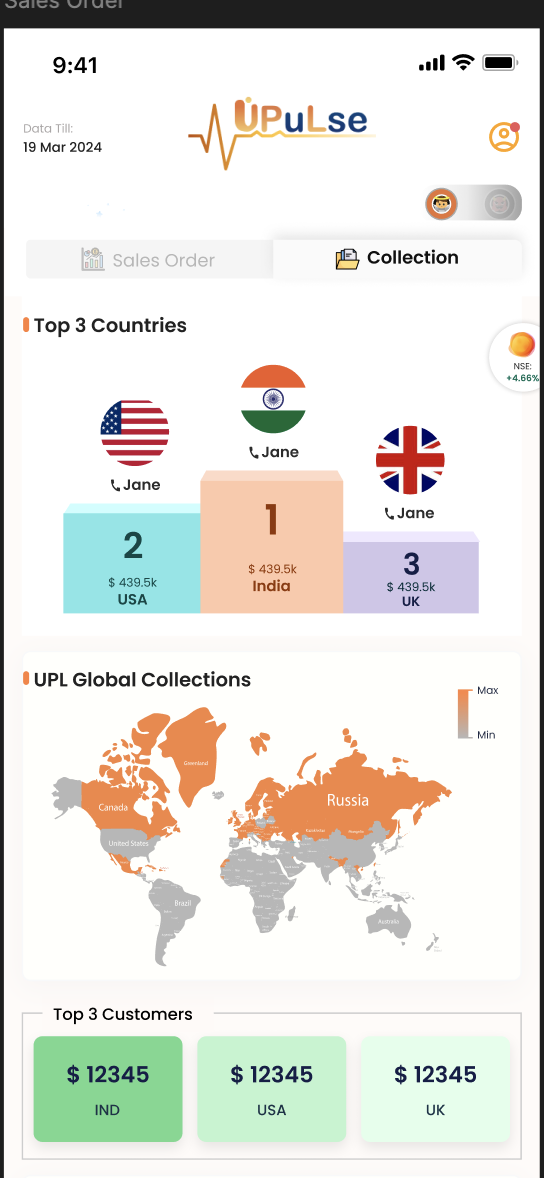 Sales Order
9:41
Data Till:
19 Mar 2024
UPuLse
Sales Order
Collection
Top 3 Countries
NSE:
+4.66%
Jane
Jane
Jane
1
$ 439.5k
India
2
$ 439.5k
USA
3
$ 439.5k
UK
UPL Global Collections
Max
Min
Greenland
Canada
Russia
United States
Kazakhstan
Mongolia
Brazil
Australia
Top 3 Customers
$ 12345
IND
$ 12345
USA
$ 12345
UK